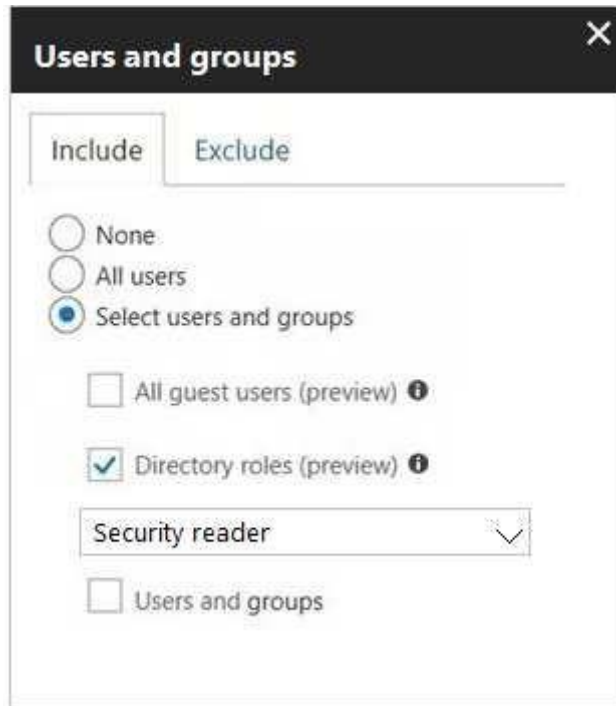 Users and groups
Include Exclude
None
All users
Select users and groups
All guest users (preview)
Directory roles (preview)
Security reader
Users and groups